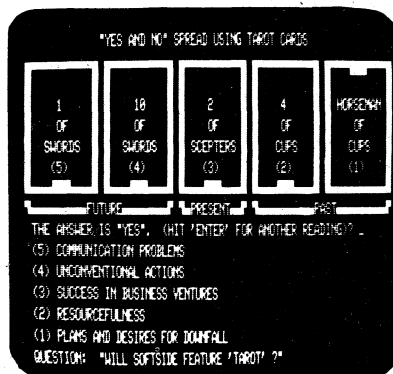 "YES AND NO" SPREAD USING TAROT CARDS
1 10 2 4 HORSEMAN
OF OF OF OF OF
SWORDS SWORDS SCEPTERS CUPS CUPS
(5) (4) (3) (2) (1)
FUTURE PRESENT PAST
THE ANSWER IS "YES". (HIT 'ENTER' FOR ANOTHER READING)? _
(5) COMMUNICATION PROBLEMS
(4) UNCONVENTIONAL ACTIONS
(3) SUCCESS IN BUSINESS VENTURES
(2) RESOURCEFULNESS
(1) PLANS AND DESIRES FOR DOWNFALL
QUESTION: "WILL SOFTSIDE FEATURE 'TAROT' ?"